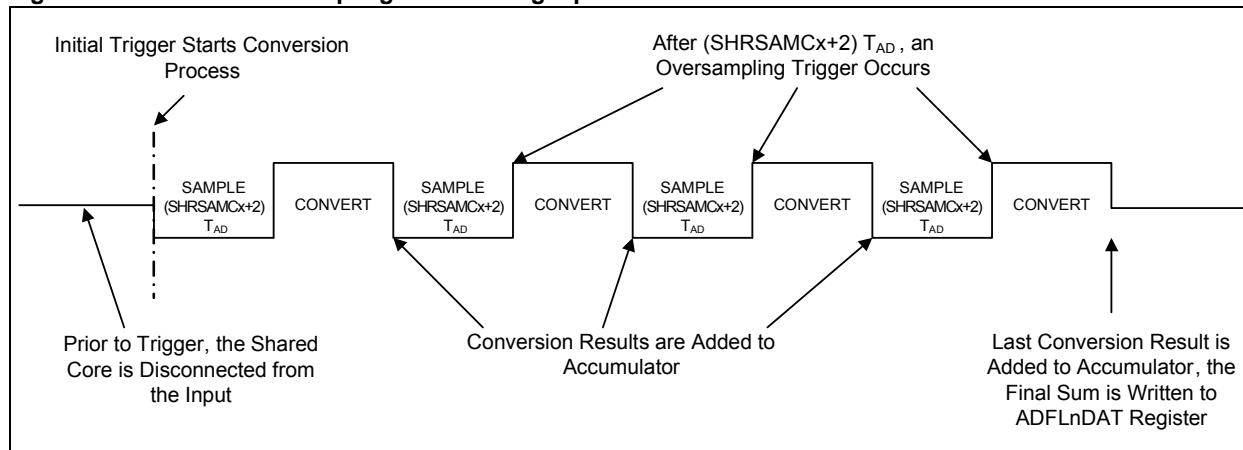 Initial Trigger Starts Conversion
Process
After (SHRSAMCx+2) TAD , an
Oversampling Trigger Occurs
SAMPLE
(SHRSAMCx+2)
TAD
CONVERT
SAMPLE
(SHRSAMCx+2)
TAD
CONVERT
SAMPLE
(SHRSAMCx+2)
TAD
CONVERT
SAMPLE
(SHRSAMCx+2)
TAD
CONVERT
Prior to Trigger, the Shared
Core is Disconnected from
the Input
Conversion Results are Added to
Accumulator
Last Conversion Result is
Added to Accumulator, the
Final Sum is Written to
ADFLnDAT Register